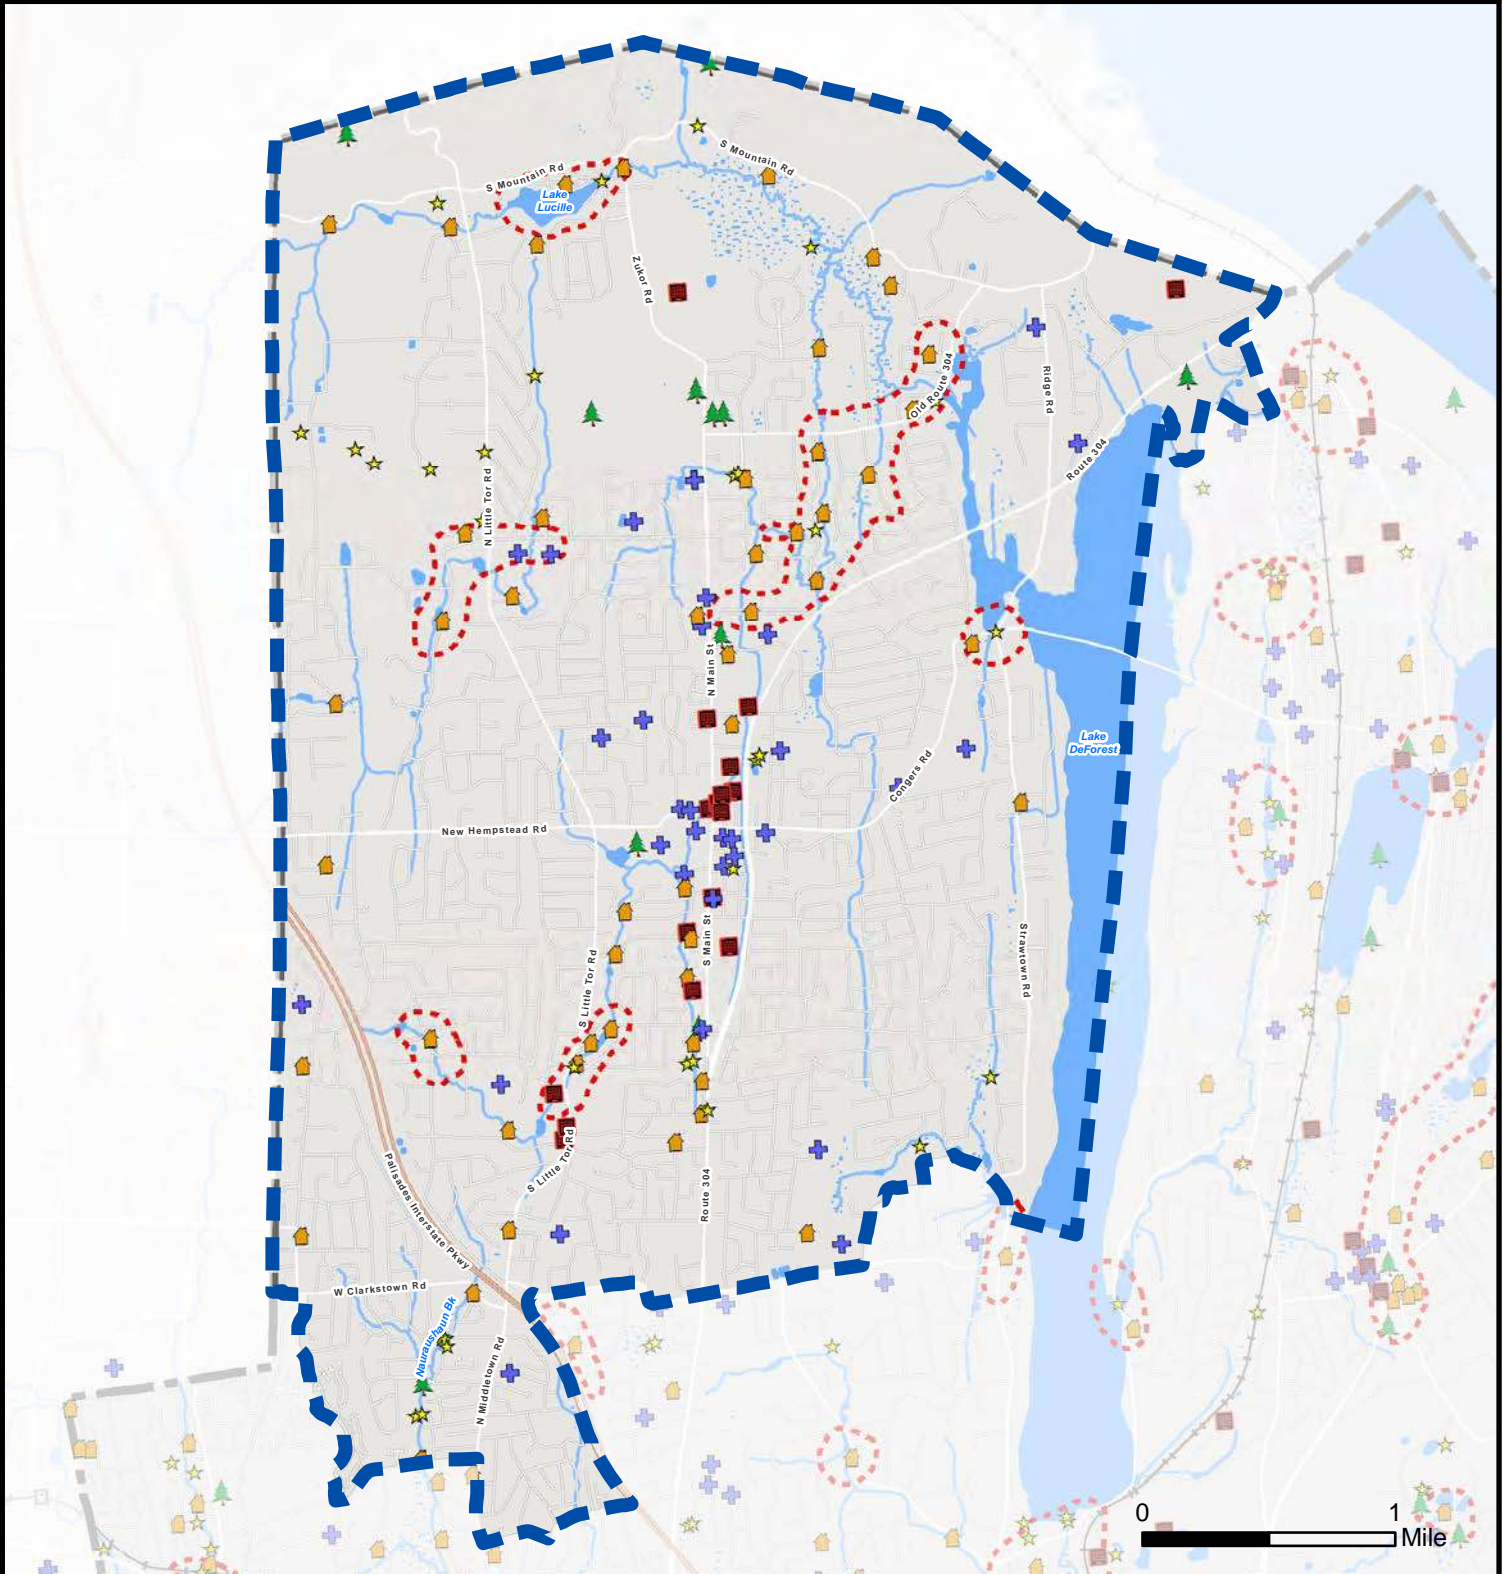 S Mountain Rd
S Mountain Rd
Lake
Lucille
Zukor Rd
Old Route 304
Ridge Rd
Route 304
N Little Tor Rd
N Main St
Lake
DeForest
Congers Rd
New Hempstead Rd
S Main St
S Little Tor Rd
Strawtown Rd
S Little Tor Rd
Palisades Interstate Pkwy
Route 304
W Clarkstown Rd
Nauraushaun Bk
N Middletown Rd
0 1
Mile